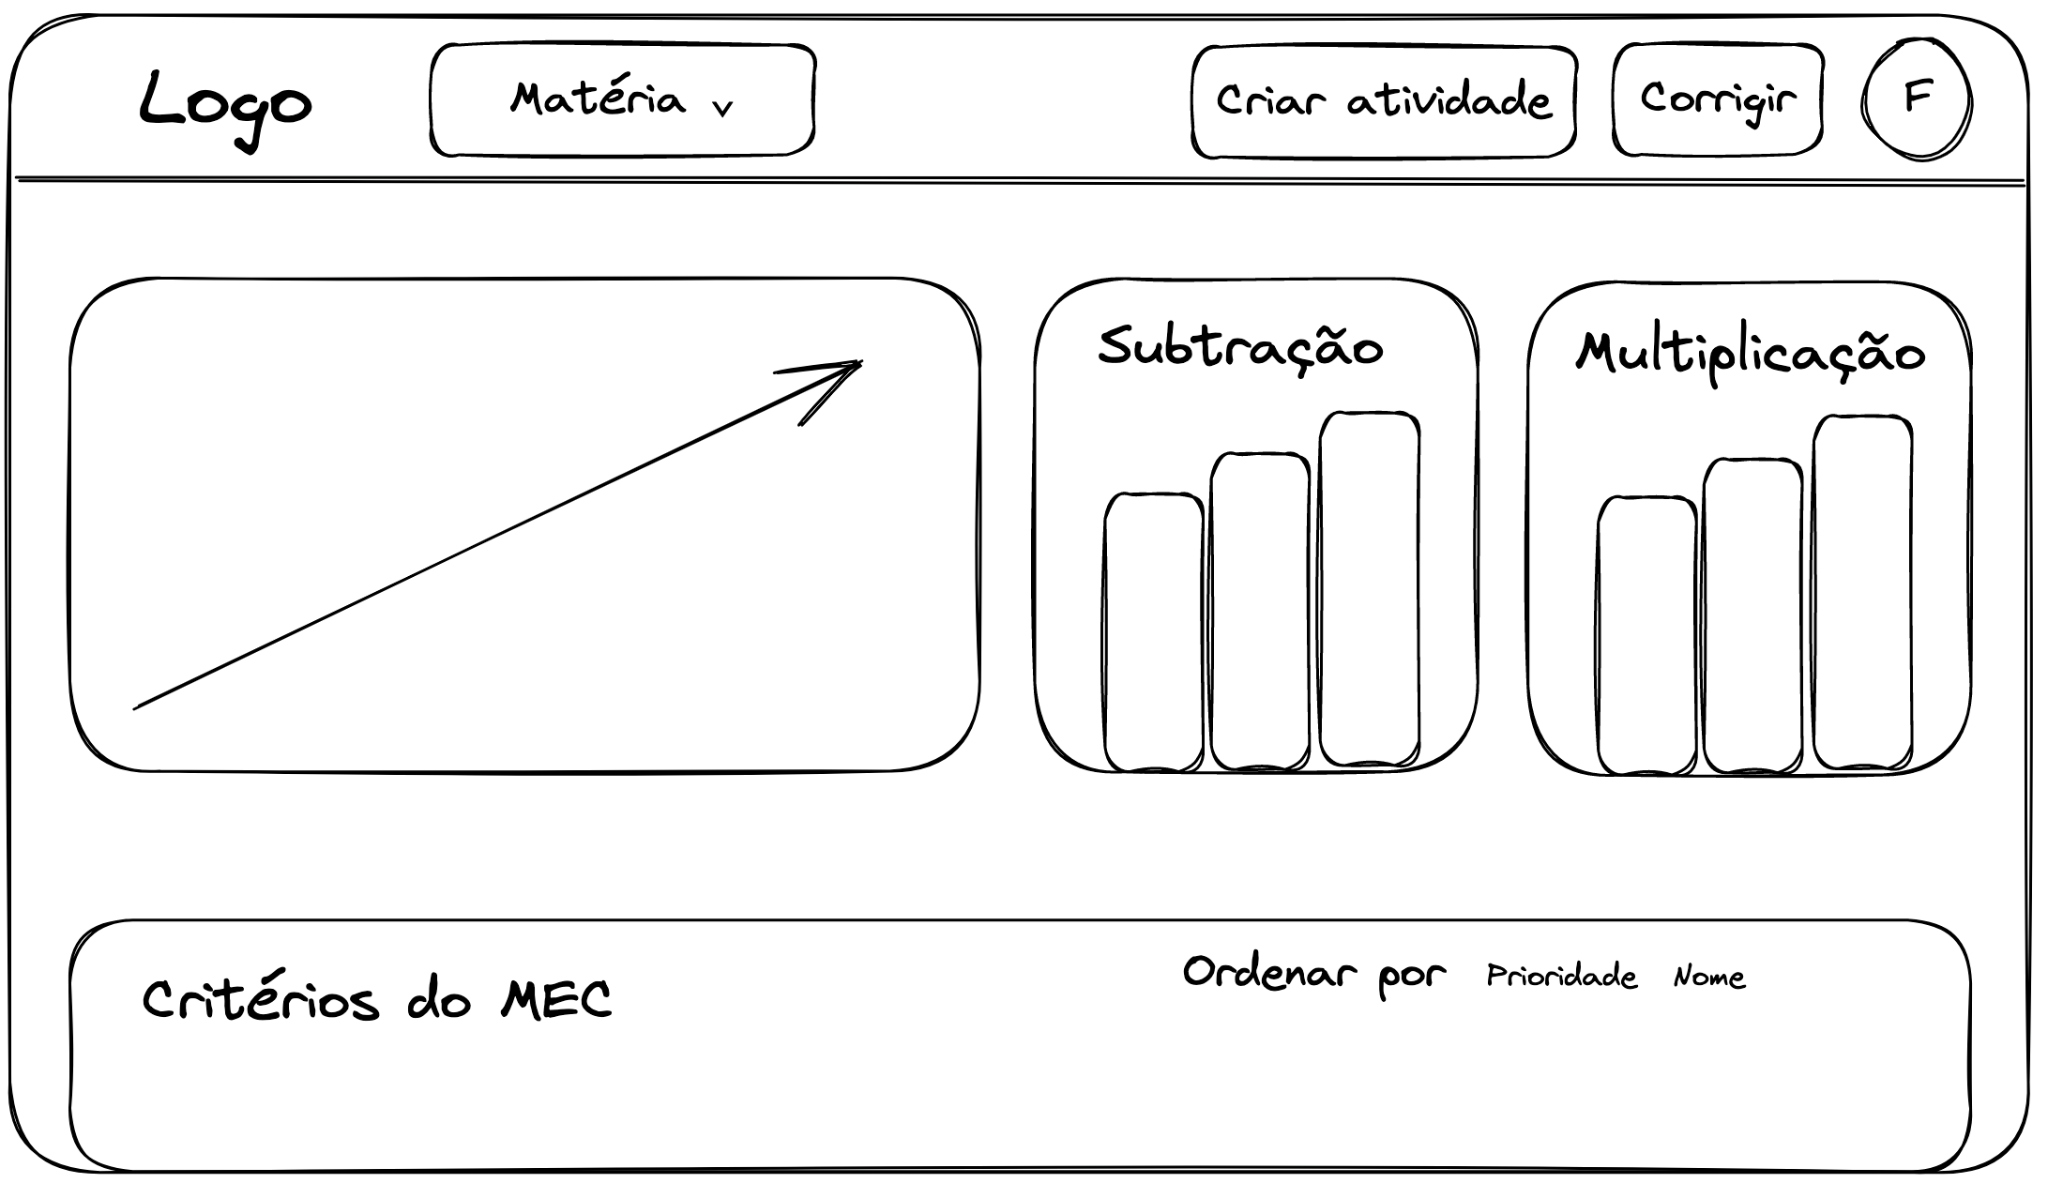 Logo
Matéria v
Criar atividade
Corrigir
F
Subtração
Multiplicação
Critérios do MEC
Ordenar por Prioridade Nome